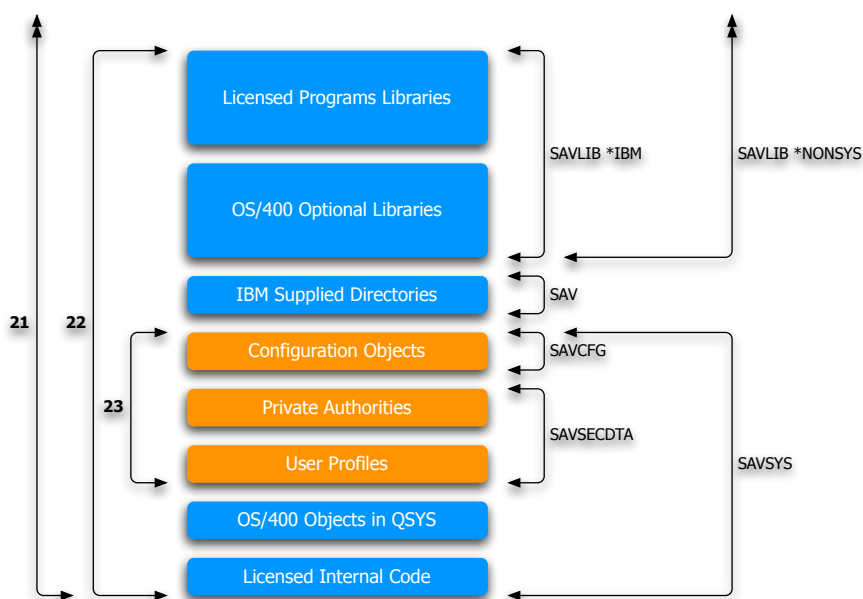 Licensed Programs Libraries
SAVLIB *IBM
SAVLIB *NONSYS
OS/400 Optional Libraries
IBM Supplied Directories
SAV
21
22
Configuration Objects
SAVCFG
23
Private Authorities
SAVSECDTA
User Profiles
SAVSYS
OS/400 Objects in QSYS
Licensed Internal Code